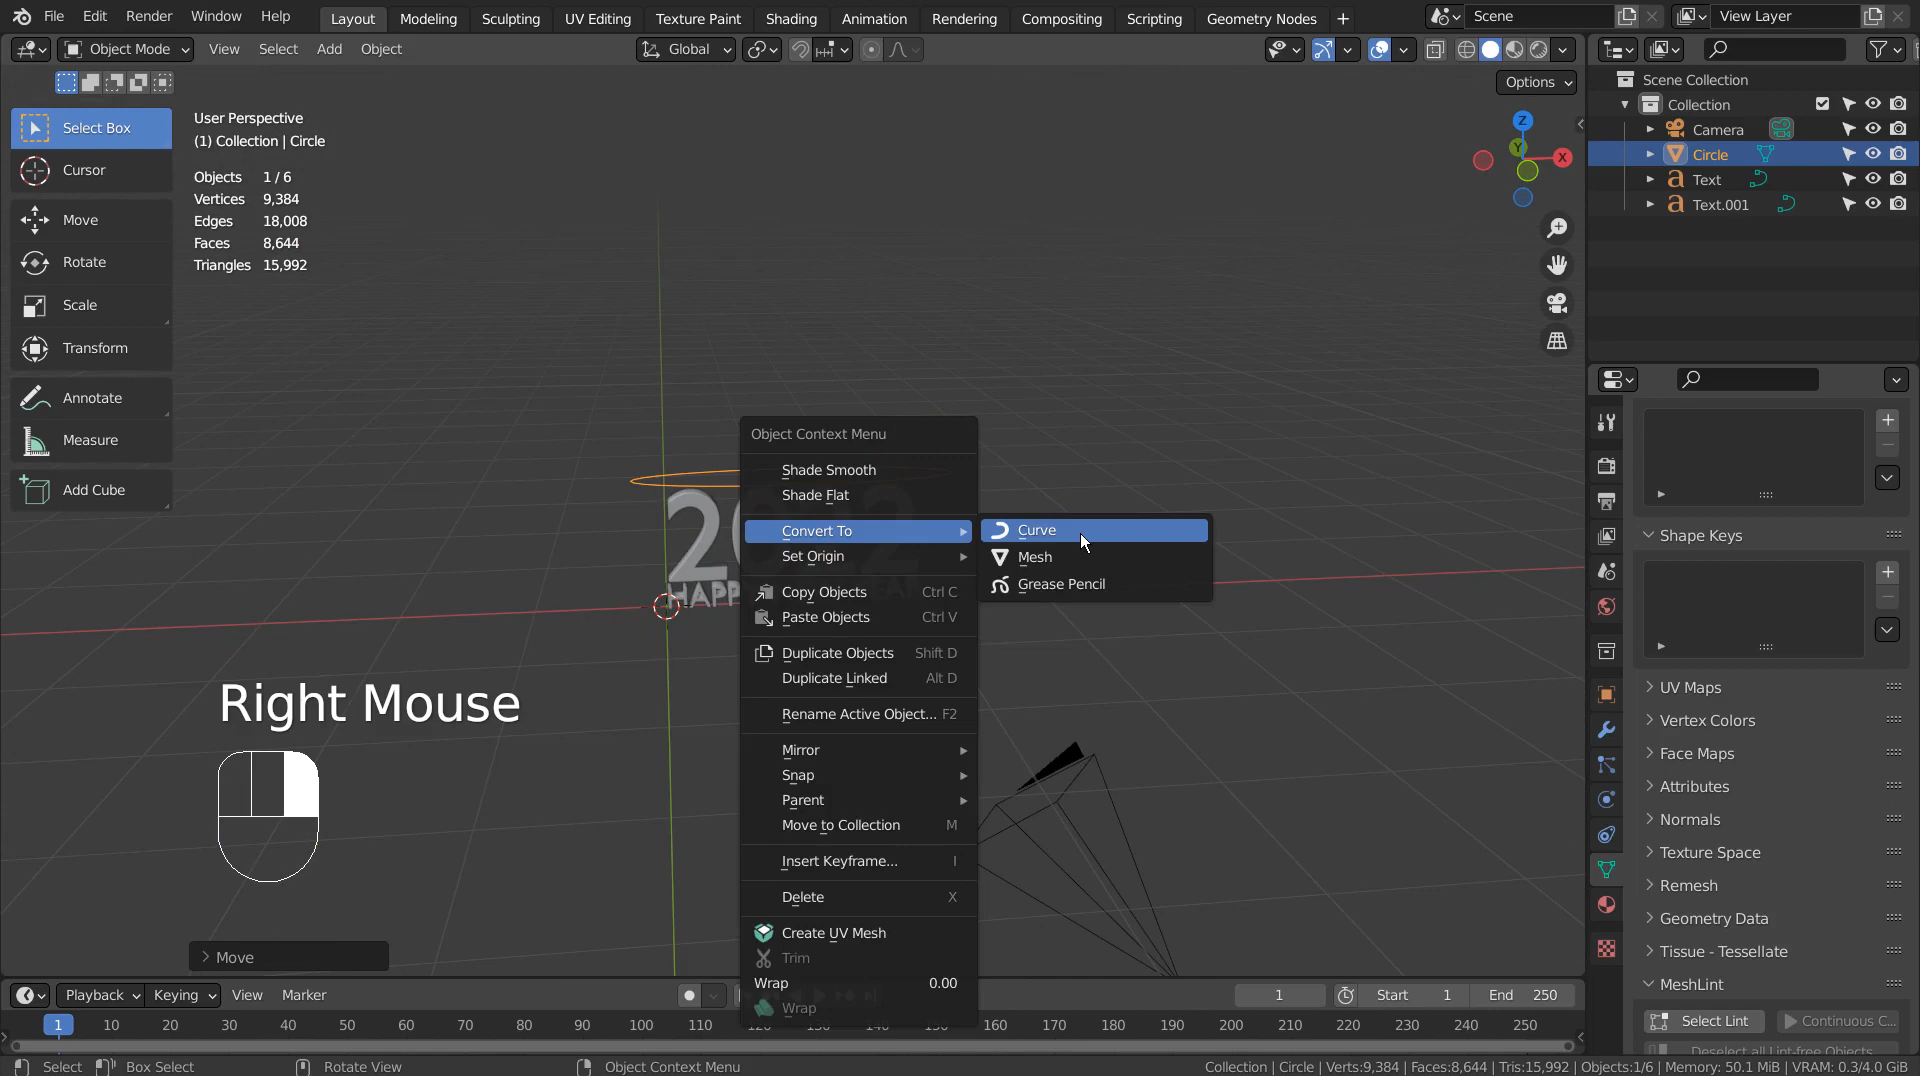 File Edit Render Window Help Layout Modeling Sculpting UV Editing Texture Paint Shading Animation Rendering Compositing Scripting Geometry Nodes + Scene View Layer
Object Mode View Select Add Object Global
Options
Select Box
Cursor
Move
Rotate
Scale
Transform
Annotate
Measure
Add Cube
User Perspective
(1) Collection | Circle
Objects 1 / 6
Vertices 9,384
Edges 18,008
Faces 8,644
Triangles 15,992
Z
Y
X
Scene Collection
Collection
Camera
Circle
Text
Text.001
Object Context Menu
Shade Smooth
Shade Flat
Convert To
Set Origin
Copy Objects Ctrl C
Paste Objects Ctrl V
Duplicate Objects Shift D
Duplicate Linked Alt D
Rename Active Object... F2
Mirror
Snap
Parent
Move to Collection M
Insert Keyframe... I
Delete X
Create UV Mesh
Trim
Wrap 0.00
Wrap
Curve
Mesh
Grease Pencil
Right Mouse
Move
Shape Keys
UV Maps
Vertex Colors
Face Maps
Attributes
Normals
Texture Space
Remesh
Geometry Data
Tissue - Tessellate
MeshLint
Select Lint Continuous C...
Deselect all Lint-free Objects
Playback Keying View Marker 1 Start 1 End 250
1 10 20 30 40 50 60 70 80 90 100 110 120 130 140 150 160 170 180 190 200 210 220 230 240 250
Select Box Select Rotate View Object Context Menu Collection | Circle | Verts:9,384 | Faces:8,644 | Tris:15,992 | Objects:1/6 | Memory: 50.1 MiB | VRAM: 0.3/4.0 GiB